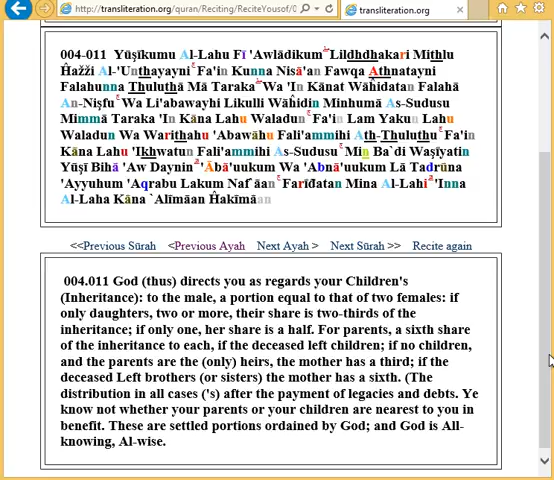 http://transliteration.org/quran/Reciting/ReciteYousof/0
transliteration.org
004-011 Yūşīkumu Al-Lahu Fī 'Awlādikum Lildhdhakari Mithlu
Ĥažži Al-'Unthayayni Fa'in Kunna Nisā'an Fawqa Athnatayni
Falahunna Thuluthā Mā Taraka Wa 'In Kānat Wāĥidatan Falahā
An-Nişfu Wa Li'abawayhi Likulli Wāĥidin Minhumā As-Sudusu
Mimmā Taraka 'In Kāna Lahu Waladun Fa'in Lam Yakun Lahu
Waladun Wa Warithahu 'Abawāhu Fali'ammihi Ath-Thuluthu Fa'in
Kāna Lahu 'Ikhwatun Fali'ammihi As-Sudusu Min Ba`di Waşīyatin
Yūşī Bihā 'Aw Daynin 'Ābā'uukum Wa 'Abnā'uukum Lā Tadrūna
'Ayyuhum 'Aqrabu Lakum Naf`āan Farīđatan Mina Al-Lahi 'Inna
Al-Laha Kāna `Alīmāan Ĥakīmāan
<<Previous Sūrah <Previous Ayah Next Ayah > Next Sūrah >> Recite again
004.011 God (thus) directs you as regards your Children's
(Inheritance): to the male, a portion equal to that of two females: if
only daughters, two or more, their share is two-thirds of the
inheritance; if only one, her share is a half. For parents, a sixth share
of the inheritance to each, if the deceased left children; if no children,
and the parents are the (only) heirs, the mother has a third; if the
deceased Left brothers (or sisters) the mother has a sixth. (The
distribution in all cases ('s) after the payment of legacies and debts. Ye
know not whether your parents or your children are nearest to you in
benefit. These are settled portions ordained by God; and God is All-
knowing, Al-wise.